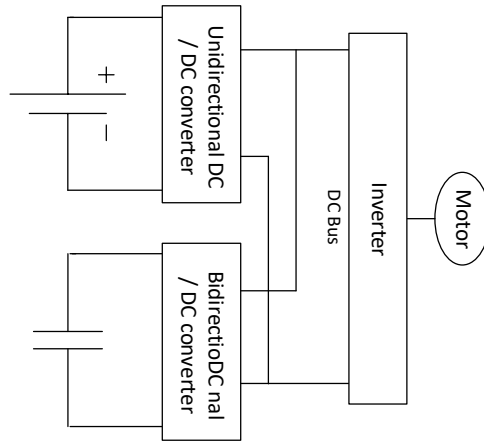 Motor
Inverter
DC Bus
Unidirectional DC
/ DC converter
+
−
BidirectioDC nal
/ DC converter